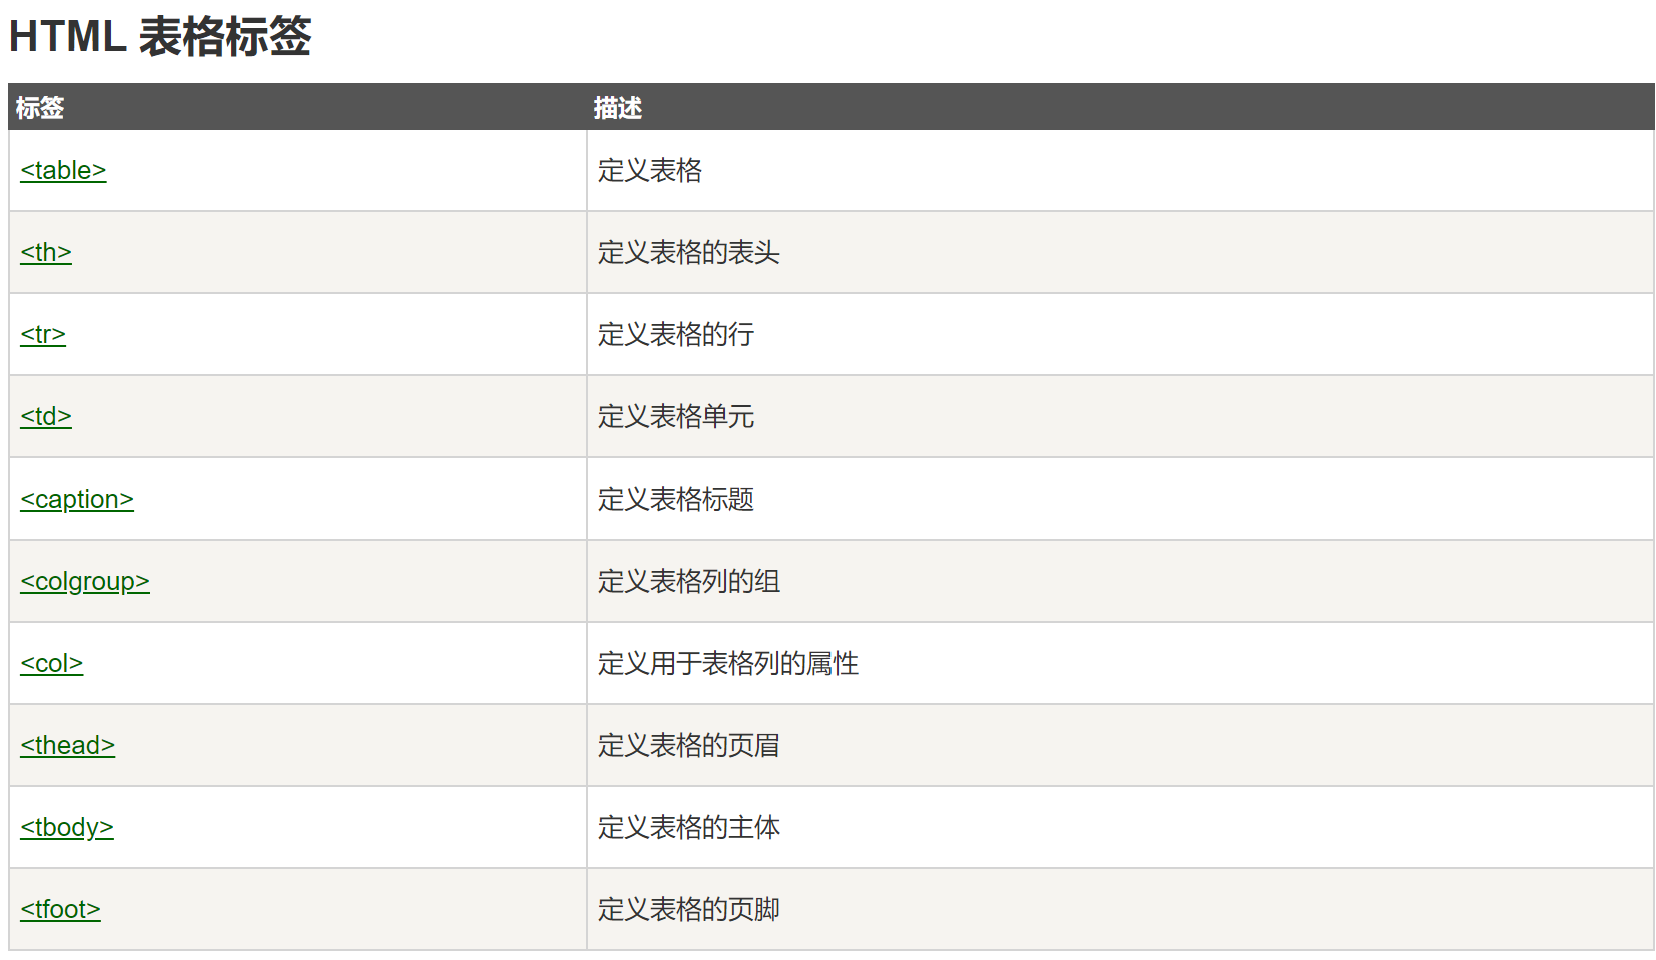 HTML 表格标签
标签 描述
<table> 定义表格
<th> 定义表格的表头
<tr> 定义表格的行
<td> 定义表格单元
<caption> 定义表格标题
<colgroup> 定义表格列的组
<col> 定义用于表格列的属性
<thead> 定义表格的页眉
<tbody> 定义表格的主体
<tfoot> 定义表格的页脚